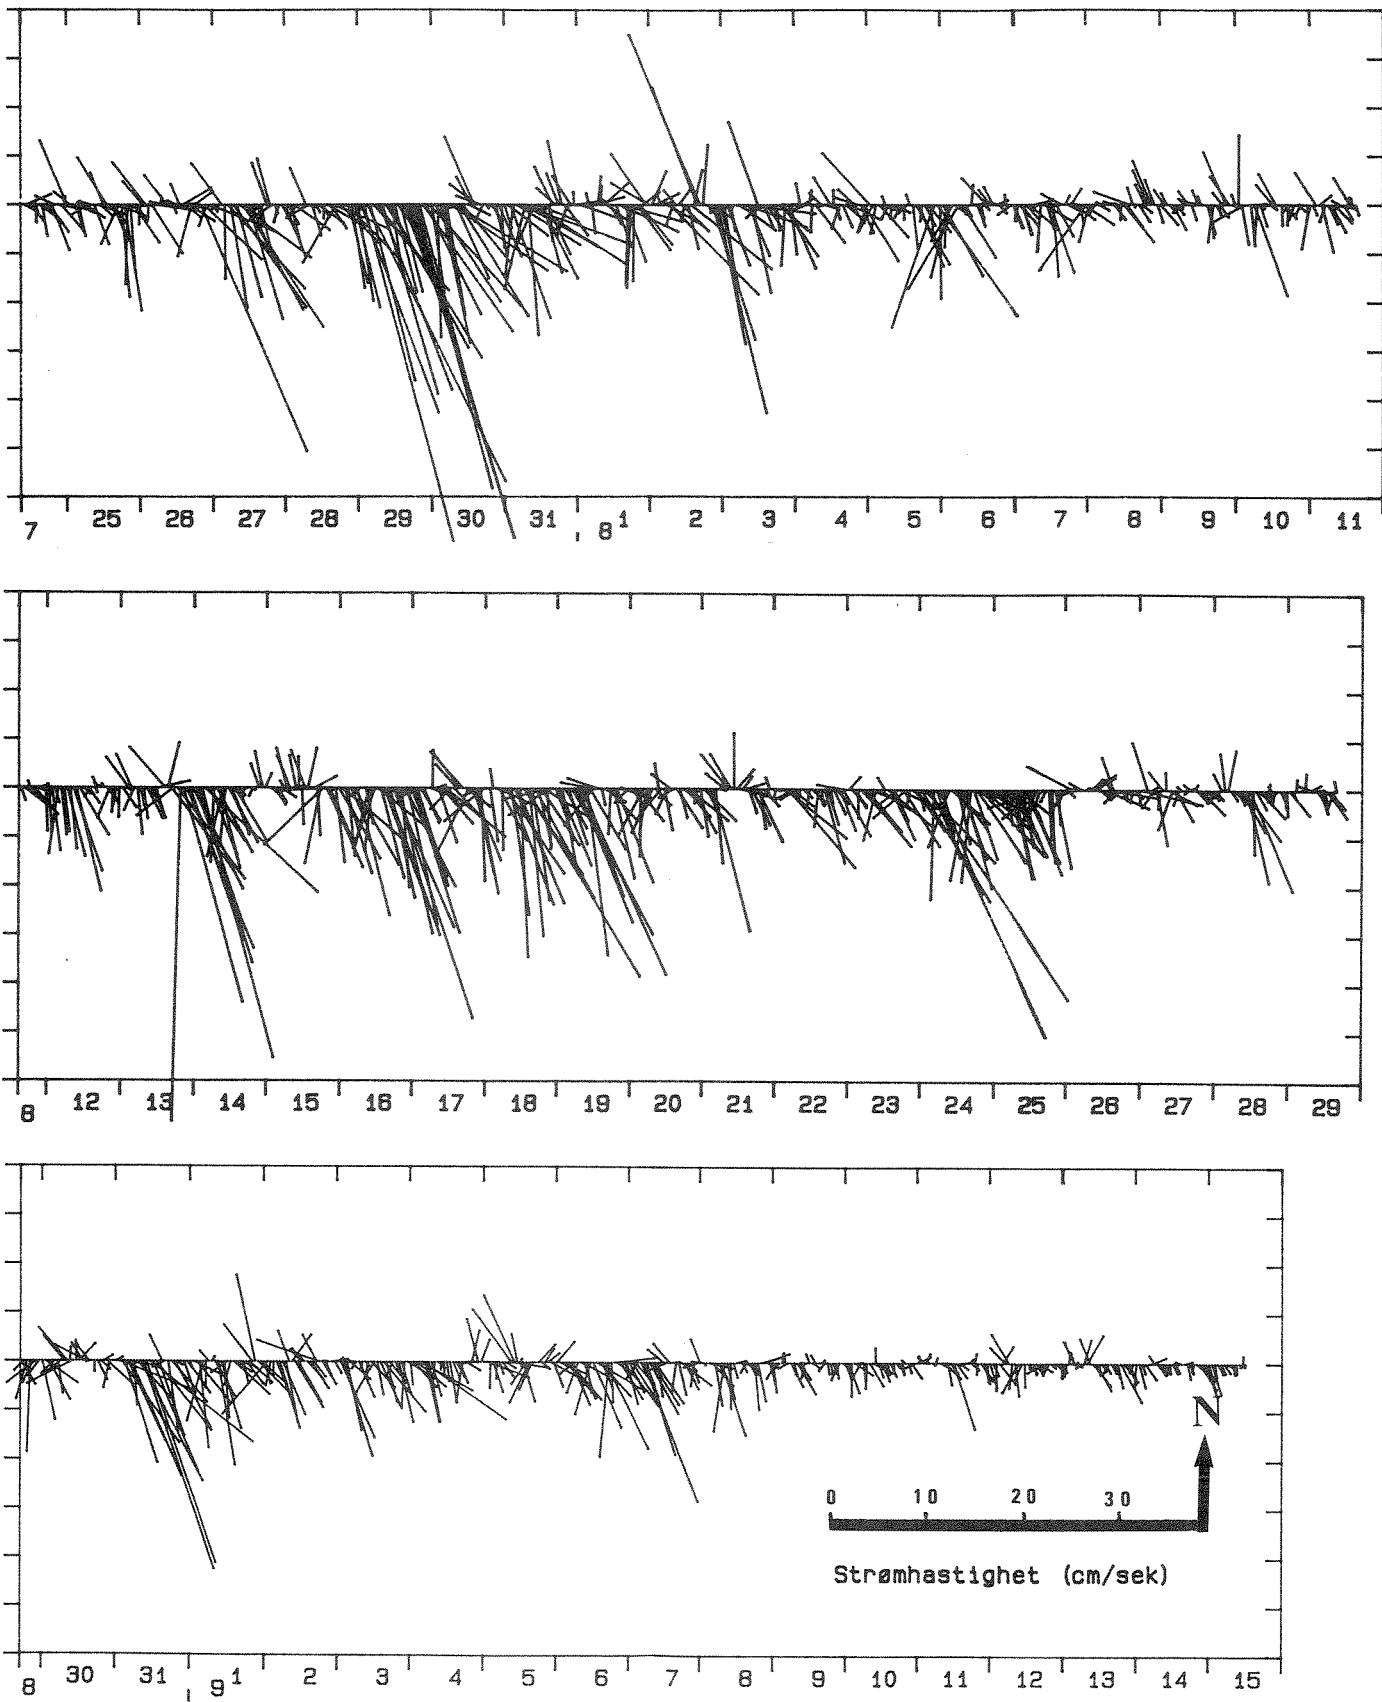 7 25 26 27 28 29 30 31 8 1 2 3 4 5 6 7 8 9 10 11
8 12 13 14 15 16 17 18 19 20 21 22 23 24 25 26 27 28 29
N
0 10 20 30
Strømhastighet (cm/sek)
8 30 31 9 1 2 3 4 5 6 7 8 9 10 11 12 13 14 15